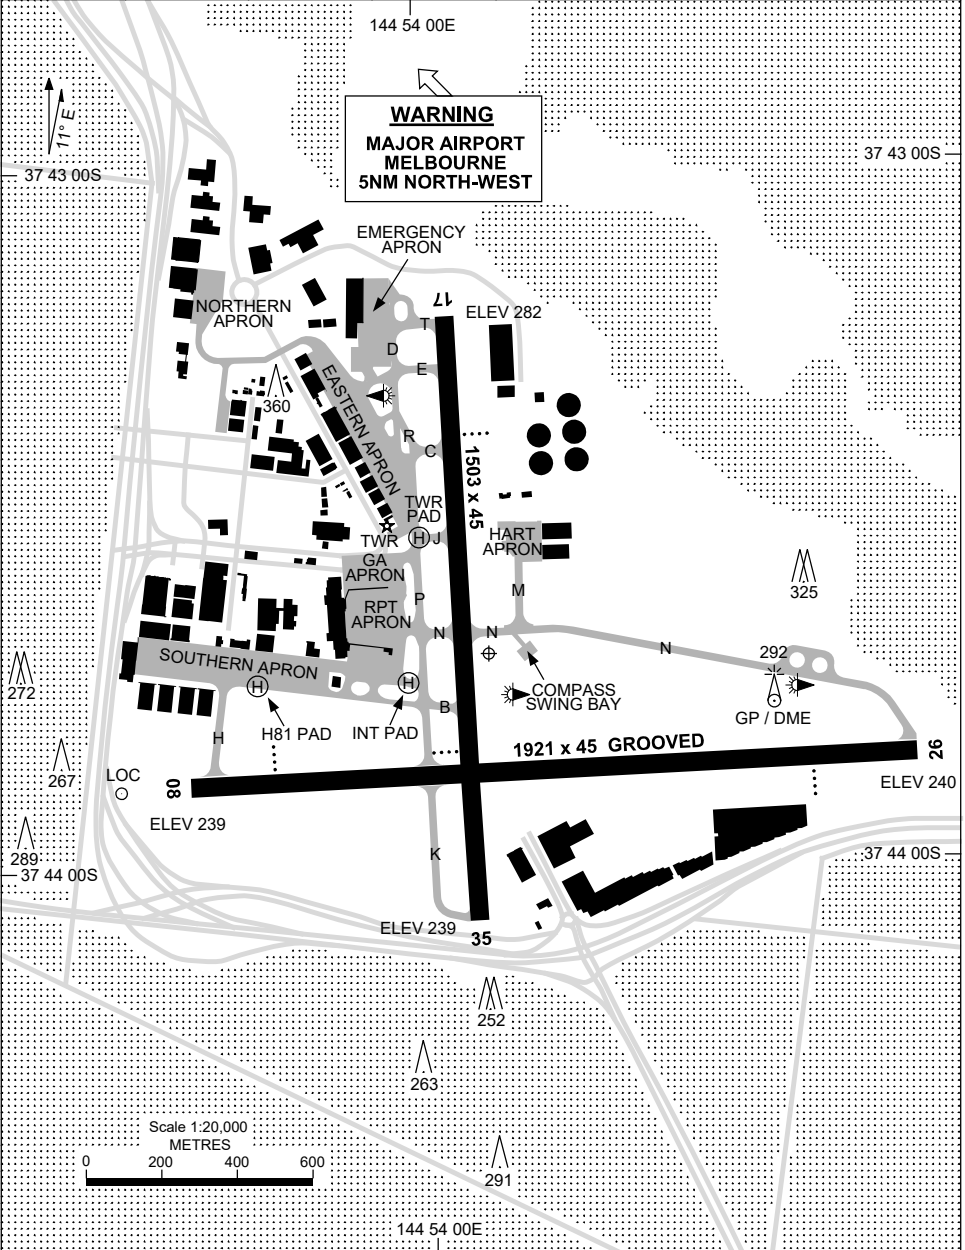 144 54 00E
WARNING
MAJOR AIRPORT
MELBOURNE
5NM NORTH-WEST
11° E
37 43 00S
37 43 00S
EMERGENCY
APRON
NORTHERN
APRON
17
ELEV 282
T
D
E
360
EASTERN APRON
R
C
1503 x 45
TWR
PAD
H
J
TWR
HART
APRON
GA
APRON
RPT
APRON
P
M
325
N
N
N
SOUTHERN APRON
292
272
H
H
COMPASS
SWING BAY
GP / DME
H81 PAD
INT PAD
B
H
1921 x 45 GROOVED
26
267
LOC
08
ELEV 240
ELEV 239
289
37 44 00S
37 44 00S
K
ELEV 239
35
252
263
Scale 1:20,000
METRES
0 200 400 600
291
144 54 00E